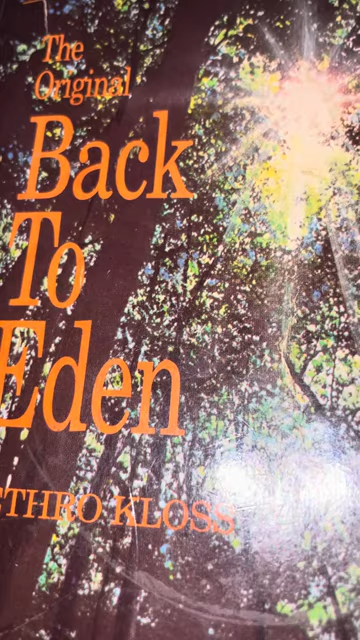 The
Original
Back
To
Eden
ETHRO KLOSS